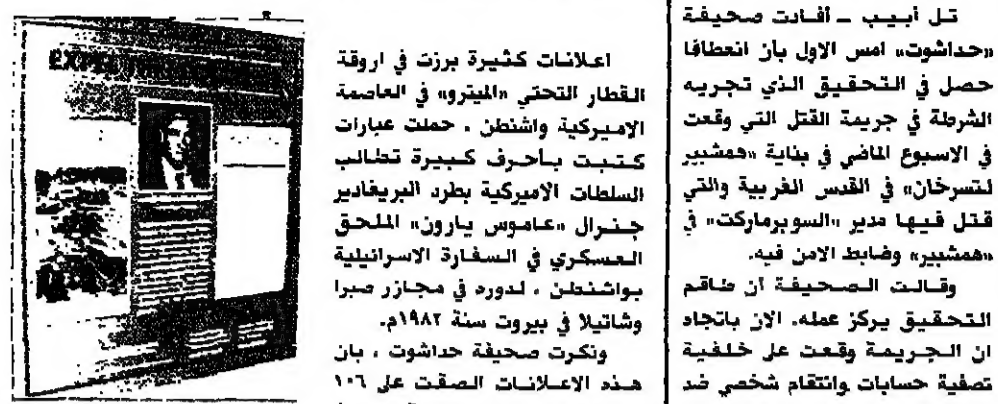 تل أبيب ــ أفادت صحيفة
«حداشوت» امس الاول بأن انعطافا
حصل في التحقيق الذي تجريه
الشرطة في جريمة القتل التي وقعت
في الاسبوع الماضي في بناية «همشبير
لتسرخان» في القدس الغربية والتي
قتل فيها مدير «السوبرماركت» في
«همشبير» وضابط الامن فيه.
وقالت الصحيفة ان طاقم
التحقيق يركز عمله. الان باتجاه
ان الجريمة وقعت على خلفية
تصفية حسابات وانتقام شخصي ضد
اعلانات كثيرة برزت في اروقة
القطار التحتي «الميترو» في العاصمة
الاميركية واشنطن ، حملت عبارات
كتبت بأحرف كبيرة تطالب
السلطات الاميركية بطرد البريغادير
جنرال «عاموس يارون» الملحق
العسكري في السفارة الاسرائيلية
بواشنطن ، لدوره في مجازر صبرا
وشاتيلا في بيروت سنة ١٩٨٢م.
ونكرت صحيفة حداشوت ، بان
هذه الاعلانات الصقت على ١٠٦